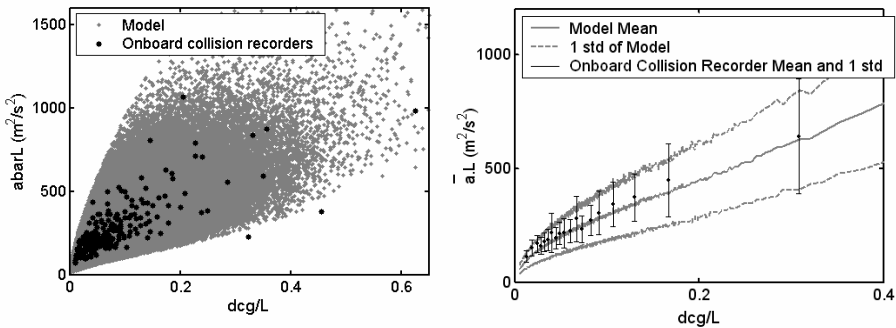 Model
Onboard collision recorders
1500
1000
500
0
abarL (m²/s²)
0
0.2
0.4
0.6
dcg/L
Model Mean
1 std of Model
Onboard Collision Recorder Mean and 1 std
1000
500
0
a̅.L (m²/s²)
0
0.2
0.4
dcg/L